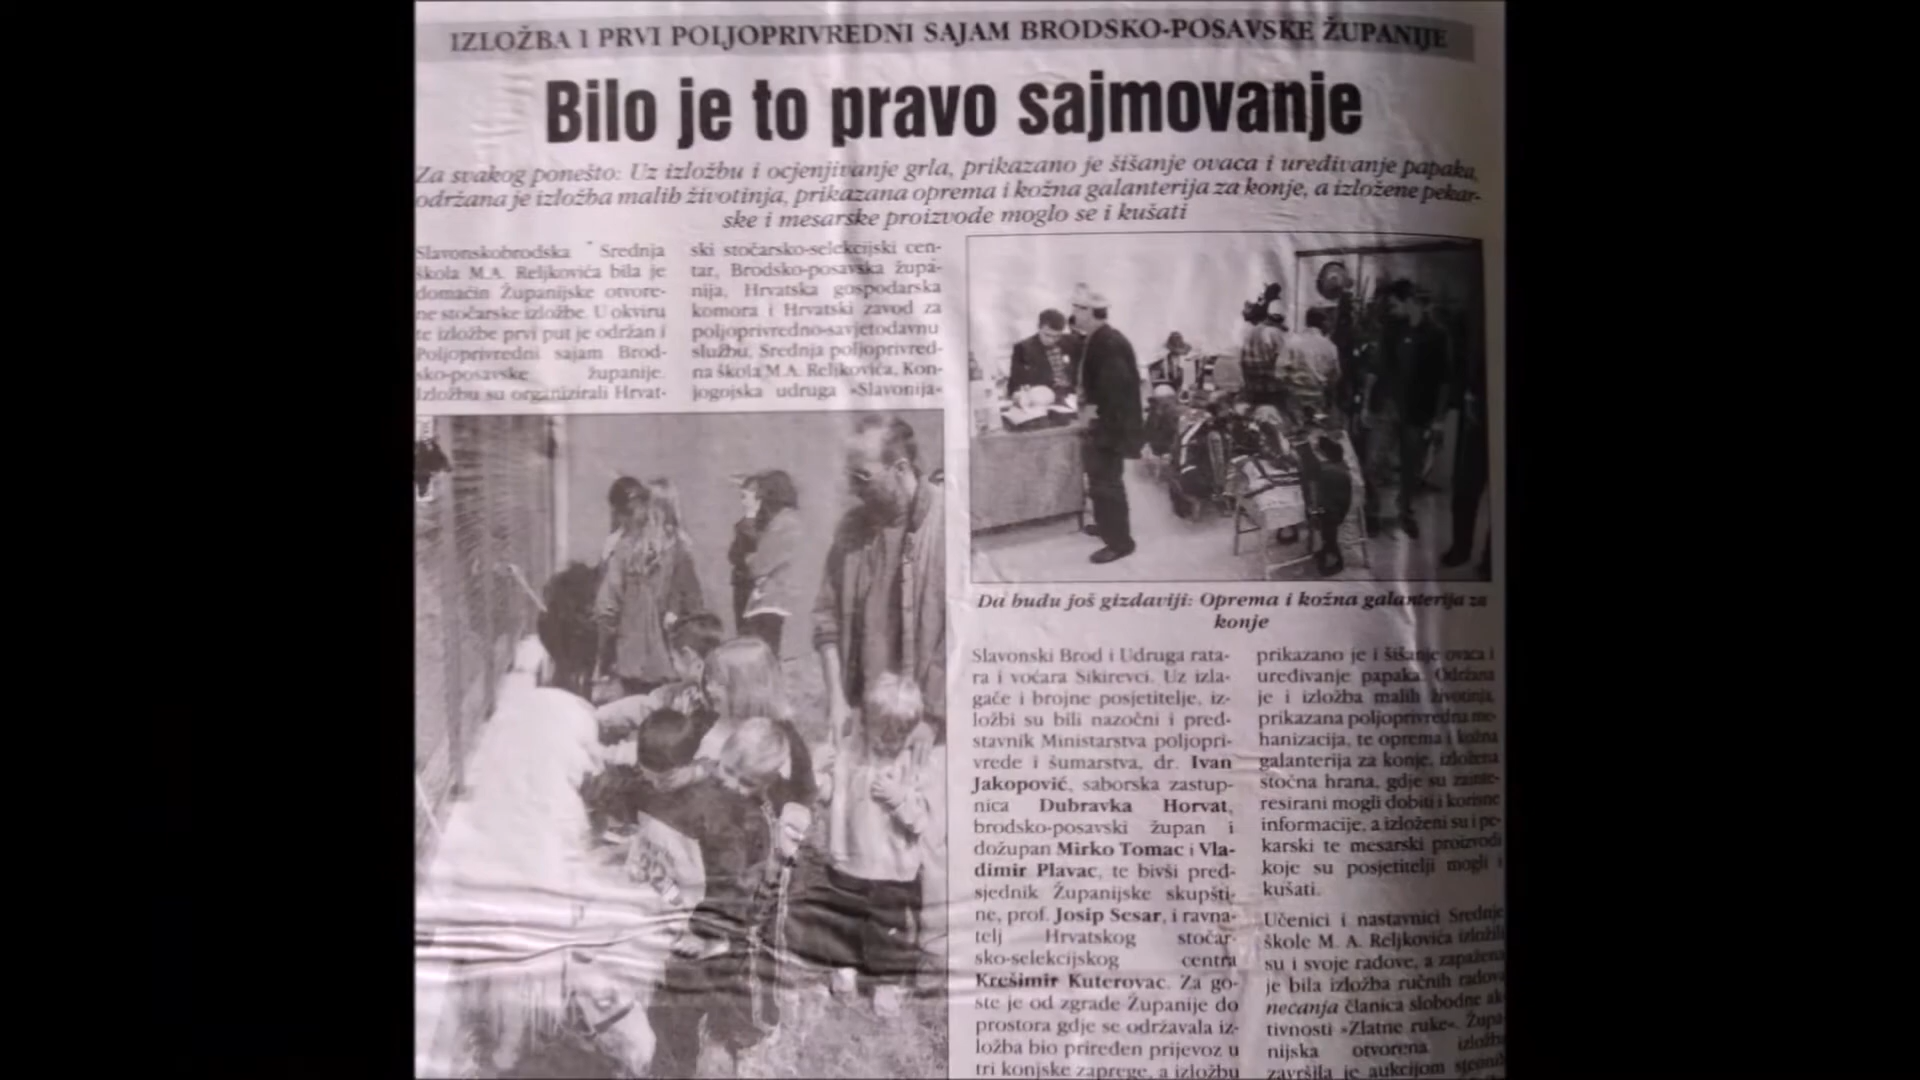 IZLOŽBA I PRVI POLJOPRIVREDNI SAJAM BRODSKO-POSAVSKE ŽUPANIJE
Bilo je to pravo sajmovanje
Za svakog ponešto: Uz izložbu i ocjenjivanje grla, prikazano je šišanje ovaca i uređivanje papaka,
održana je izložba malih životinja, prikazana oprema i kožna galanterija za konje, a izložene pekar-
ske i mesarske proizvode moglo se i kušati
Slavonskobrodska Srednja
škola M.A. Reljkovića bila je
domaćin Županijske otvore-
ne stočarske izložbe. U okviru
te izložbe prvi put je održan i
Poljoprivredni sajam Brod-
sko-posavske županije.
Izložbu su organizirali Hrvat-
ski stočarsko-selekcijski cen-
tar, Brodsko-posavska župa-
nija, Hrvatska gospodarska
komora i Hrvatski zavod za
poljoprivredno-savjetodavnu
službu, Srednja poljoprivred-
na škola M.A. Reljkovića, Kon-
jogojska udruga »Slavonija«
Da budu još gizdaviji: Oprema i kožna galanterija za
konje
Slavonski Brod i Udruga rata-
ra i voćara Sikirevci. Uz izla-
gače i brojne posjetitelje, iz-
ložbi su bili nazočni i pred-
stavnik Ministarstva poljopri-
vrede i šumarstva, dr. Ivan
Jakopović, saborska zastup-
nica Dubravka Horvat,
brodsko-posavski župan i
dožupan Mirko Tomac i Vla-
dimir Plavac, te bivši pred-
sjednik Županijske skupšti-
ne, prof. Josip Sesar, i ravna-
telj Hrvatskog stočar-
sko-selekcijskog centra
Krešimir Kuterovac. Za go-
ste je od zgrade Županije do
prostora gdje se održavala iz-
ložba bio prireden prijevoz u
tri konjske zaprege, a izložbu
prikazano je i šišanje ovaca i
uređivanje papaka. Održana
je i izložba malih životinja,
prikazana poljoprivredna me-
hanizacija, te oprema i kožna
galanterija za konje, izložena
stočna hrana, gdje su zainte-
resirani mogli dobiti i korisne
informacije, a izloženi su i pe-
karski te mesarski proizvodi
koje su posjetitelji mogli i
kušati.
Učenici i nastavnici Srednje
škole M. A. Reljkovića izložili
su i svoje radove, a zapažena
je bila izložba ručnih radova
nećanja članica slobodne ak-
tivnosti »Zlatne ruke«. Župa-
nijska otvorena izložba
završila je aukcijom